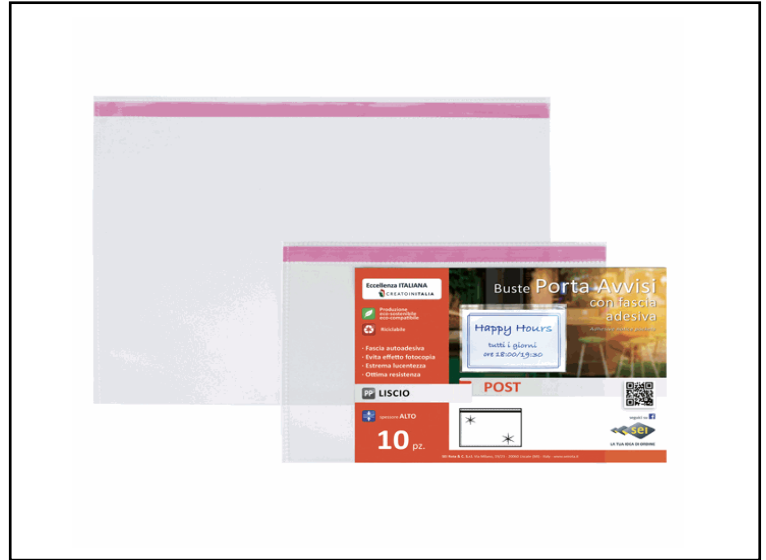 Eccellenza ITALIANA
CREATOINITALIA
Produzione
eco-sostenibile
eco-compatibile
Riciclabile
- Fascia autoadesiva
- Evita effetto fotocopia
- Estrema lucentezza
- Ottima resistenza
PP LISCIO
spessore ALTO
10 pz.
Buste Porta Avvisi
con fascia
adesiva
Happy Hours
tutti i giorni
ore 18:00/19:30
POST
seguici su
sei
LA TUA IDEA DI ORDINE